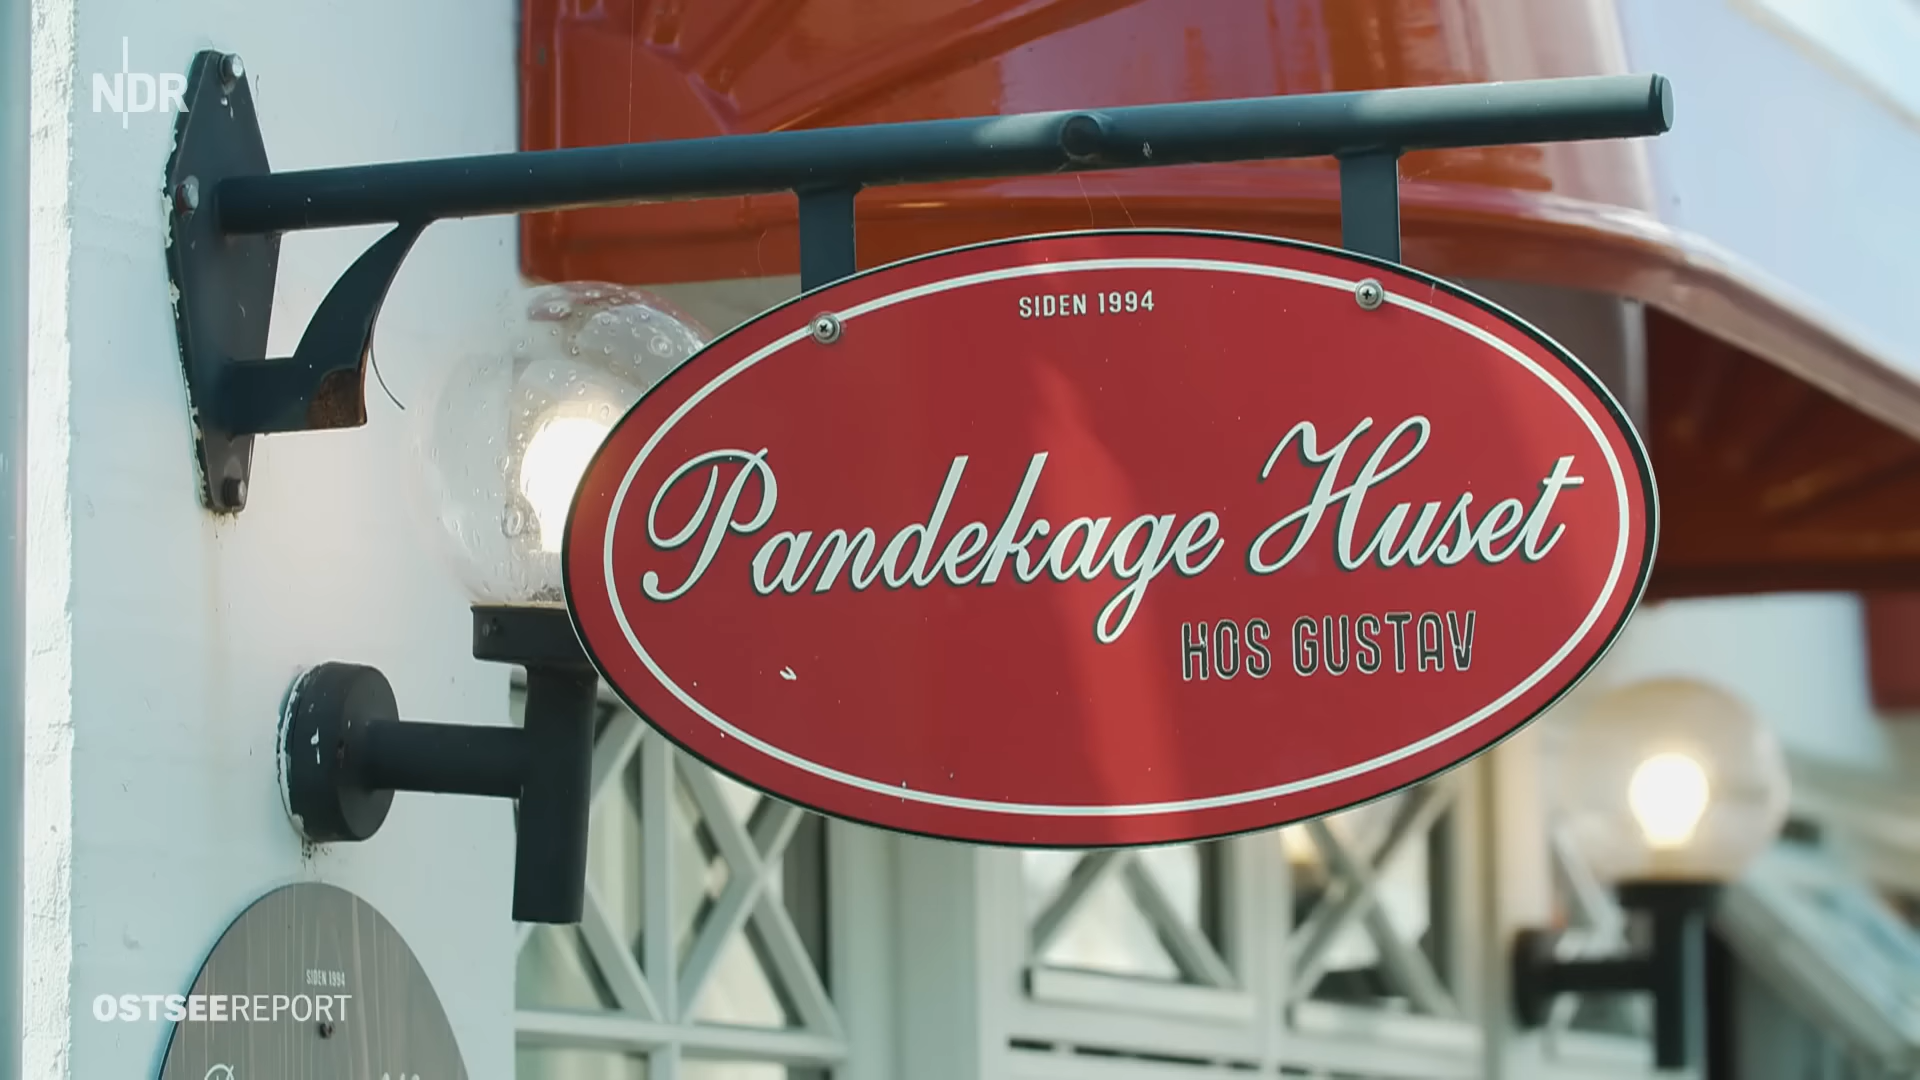 NDR
SIDEN 1994
Pandekage Huset
HOS GUSTAV
SIDEN 1994
OSTSEEREPORT